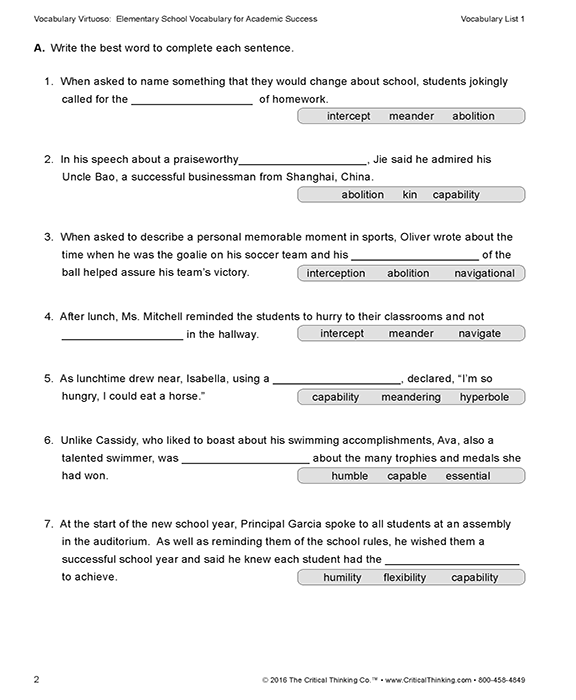 Vocabulary Virtuoso:  Elementary School Vocabulary for Academic Success    Vocabulary List 1
A.  Write the best word to complete each sentence.
1.  When asked to name something that they would change about school, students jokingly
called for the _____________________ of homework.
intercept    meander    abolition
2.  In his speech about a praiseworthy______________________, Jie said he admired his
Uncle Bao, a successful businessman from Shanghai, China.
abolition    kin    capability
3.  When asked to describe a personal memorable moment in sports, Oliver wrote about the
time when he was the goalie on his soccer team and his ______________________ of the
ball helped assure his team's victory.    interception    abolition    navigational
4.  After lunch, Ms. Mitchell reminded the students to hurry to their classrooms and not
_____________________ in the hallway.    intercept    meander    navigate
5.  As lunchtime drew near, Isabella, using a ______________________, declared, “I'm so
hungry, I could eat a horse.”    capability    meandering    hyperbole
6.  Unlike Cassidy, who liked to boast about his swimming accomplishments, Ava, also a
talented swimmer, was ______________________ about the many trophies and medals she
had won.    humble    capable    essential
7.  At the start of the new school year, Principal Garcia spoke to all students at an assembly
in the auditorium.  As well as reminding them of the school rules, he wished them a
successful school year and said he knew each student had the _______________________
to achieve.    humility    flexibility    capability
2    © 2016 The Critical Thinking Co.™ • www.CriticalThinking.com • 800-458-4849